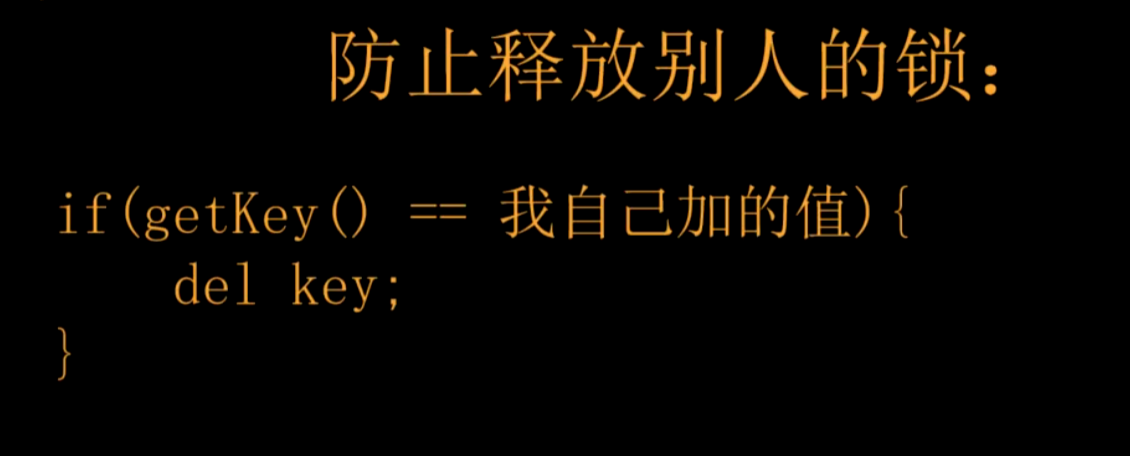 防止释放别人的锁：
if(getKey() == 我自己加的值){
    del key;
}